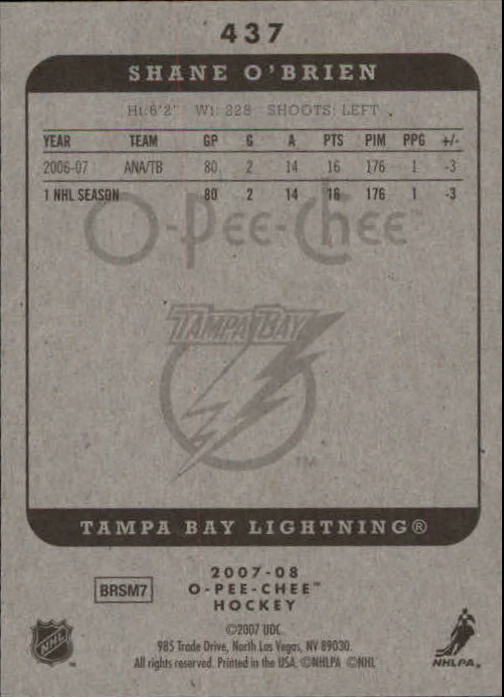 437
SHANE O'BRIEN
Ht: 6'2" Wt: 228 SHOOTS: LEFT
YEAR TEAM GP G A PTS PIM PPG +/-
2006-07 ANA/TB 80 2 14 16 176 1 -3
1 NHL SEASON 80 2 14 16 176 1 -3
O-Pee-Chee™
TAMPA BAY
TM
TAMPA BAY LIGHTNING®
2007-08
BRSM7 O-PEE-CHEE™
HOCKEY
©2007 UDC.
985 Trade Drive, North Las Vegas, NV 89030.
All rights reserved. Printed in the USA. ©NHLPA ©NHL
NHL
NHLPA